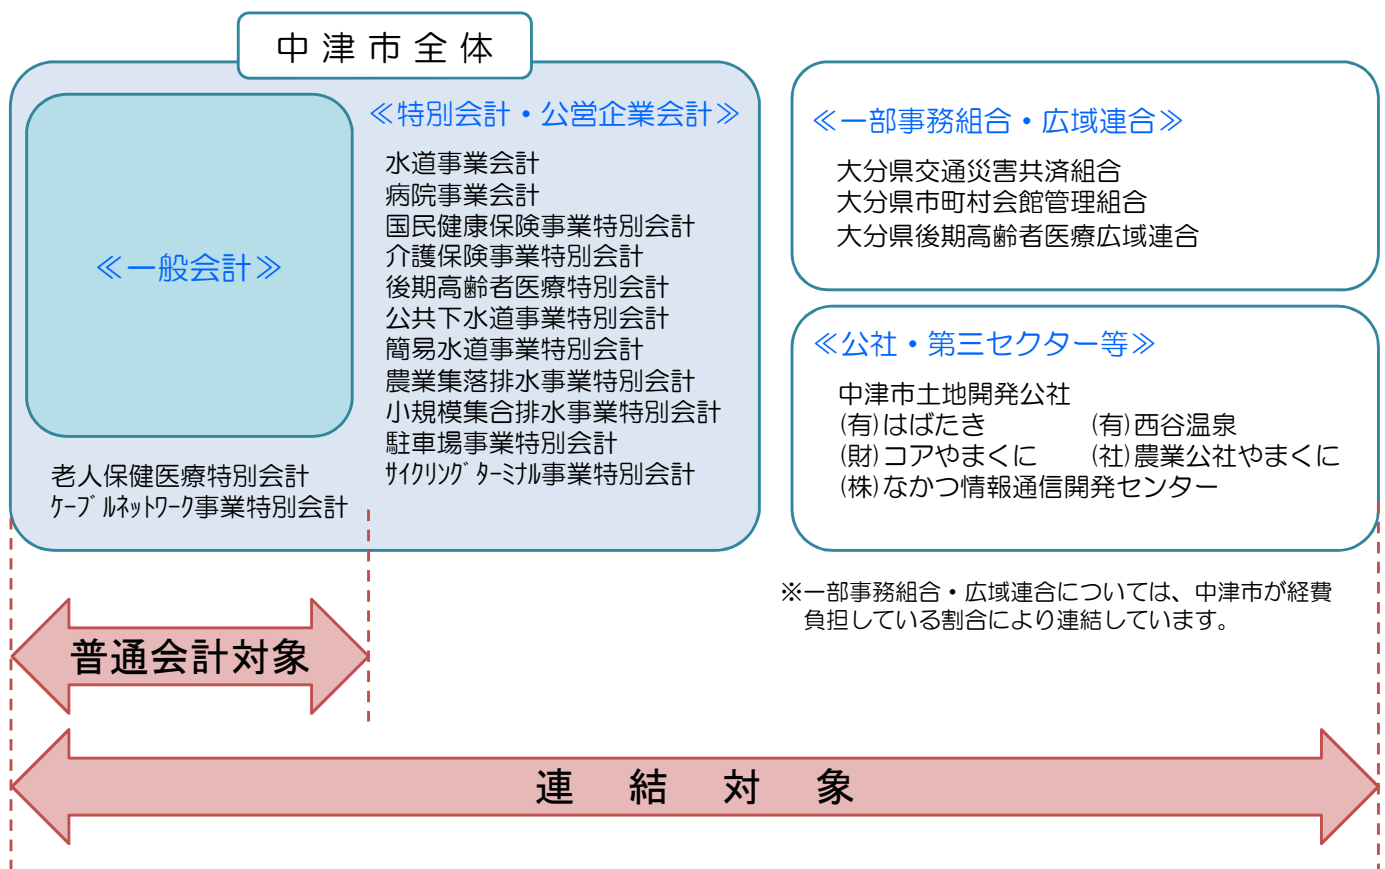 中津市全体
≪一般会計≫
老人保健医療特別会計
ｹｰﾌﾞﾙﾈｯﾄﾜｰｸ事業特別会計
≪特別会計・公営企業会計≫
水道事業会計
病院事業会計
国民健康保険事業特別会計
介護保険事業特別会計
後期高齢者医療特別会計
公共下水道事業特別会計
簡易水道事業特別会計
農業集落排水事業特別会計
小規模集合排水事業特別会計
駐車場事業特別会計
ｻｲｸﾘﾝｸﾞﾀｰﾐﾅﾙ事業特別会計
≪一部事務組合・広域連合≫
大分県交通災害共済組合
大分県市町村会館管理組合
大分県後期高齢者医療広域連合
≪公社・第三セクター等≫
中津市土地開発公社
(有)はばたき　　(有)西谷温泉
(財)コアやまくに　　(社)農業公社やまくに
(株)なかつ情報通信開発センター
※一部事務組合・広域連合については、中津市が経費
負担している割合により連結しています。
普通会計対象
連結対象